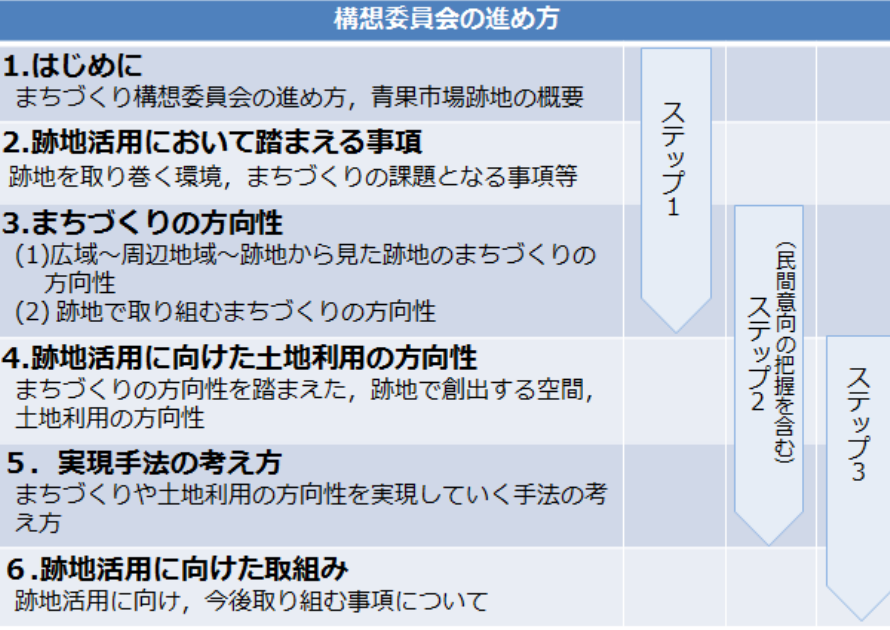 構想委員会の進め方
1.はじめに
まちづくり構想委員会の進め方，青果市場跡地の概要
2.跡地活用において踏まえる事項
跡地を取り巻く環境，まちづくりの課題となる事項等
3.まちづくりの方向性
(1)広域～周辺地域～跡地から見た跡地のまちづくりの
方向性
(2) 跡地で取り組むまちづくりの方向性
4.跡地活用に向けた土地利用の方向性
まちづくりの方向性を踏まえた，跡地で創出する空間，
土地利用の方向性
５．実現手法の考え方
まちづくりや土地利用の方向性を実現していく手法の考
え方
６.跡地活用に向けた取組み
跡地活用に向け，今後取り組む事項について
ステップ1
ステップ2
（民間意向の把握を含む）
ステップ3